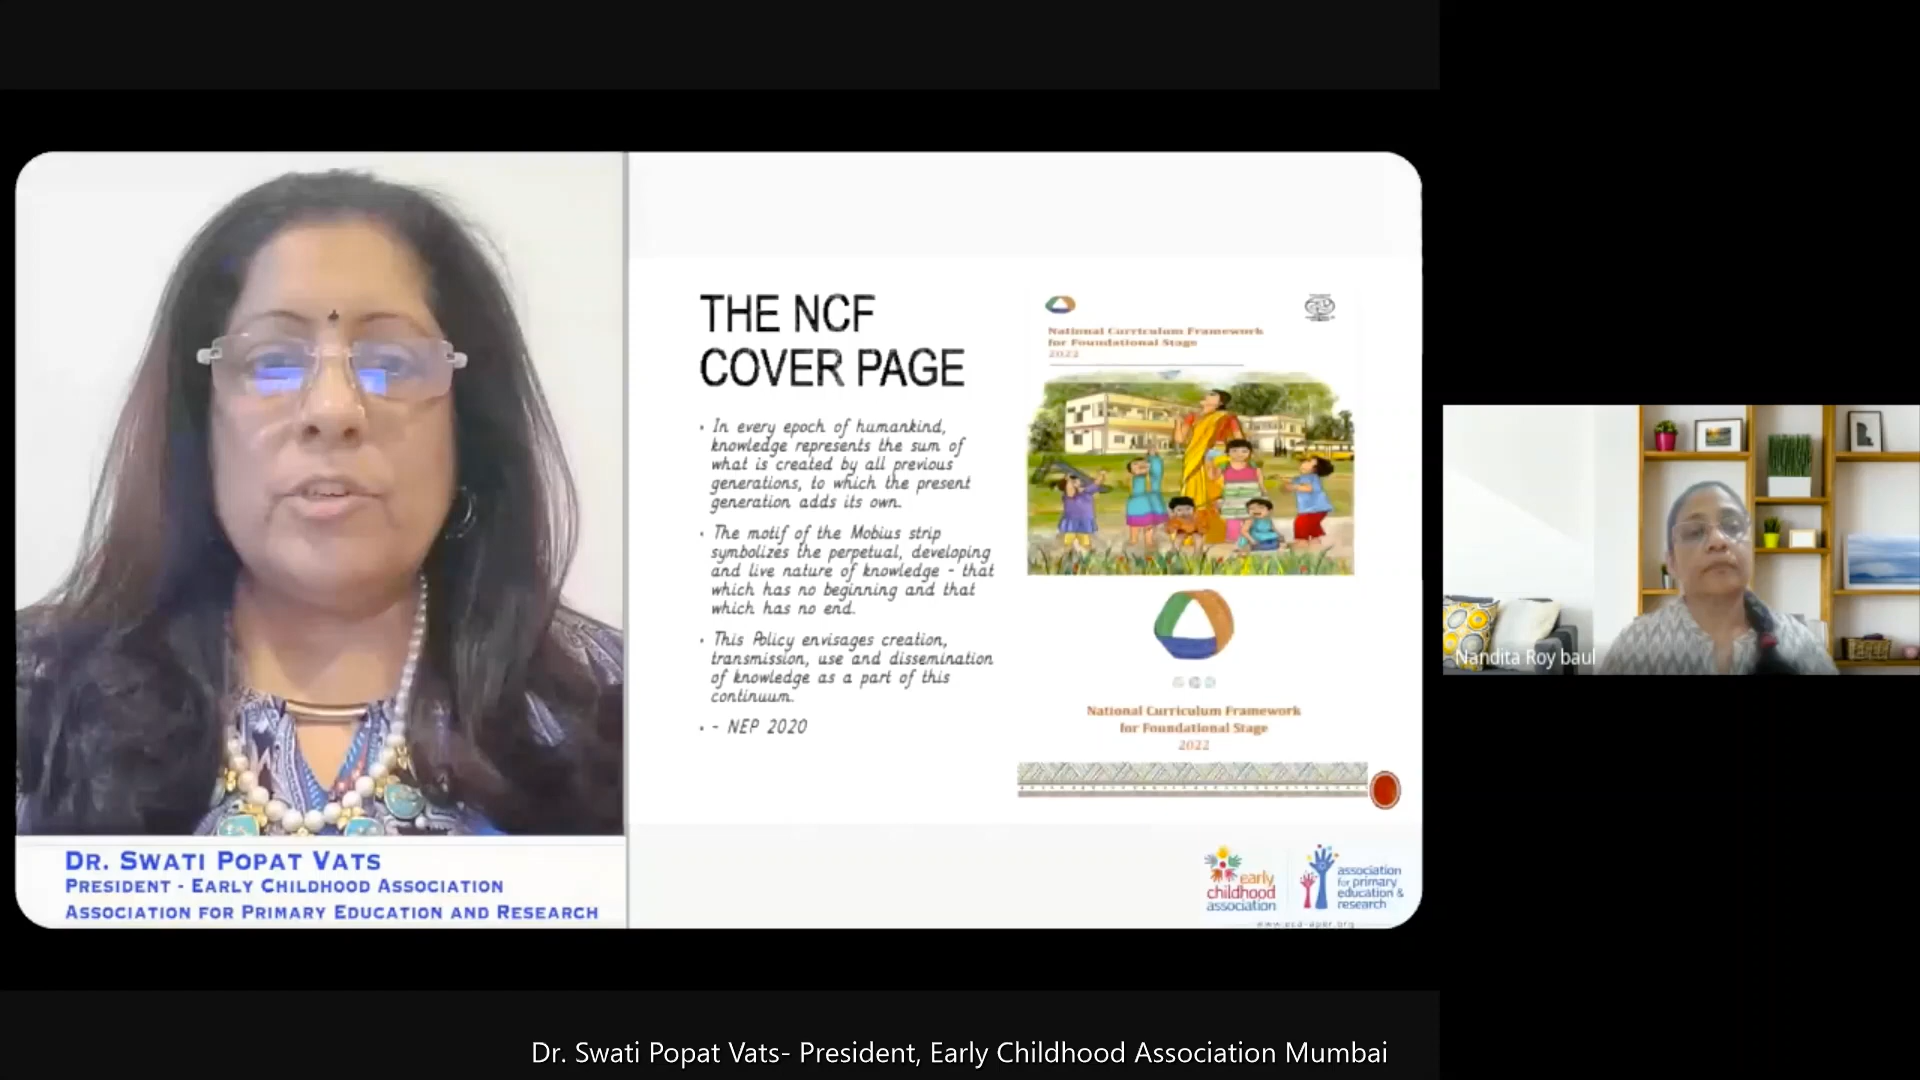 THE NCF
COVER PAGE
• In every epoch of humankind,
knowledge represents the sum of
what is created by all previous
generations, to which the present
generation adds its own.
• The motif of the Mobius strip
symbolizes the perpetual, developing
and live nature of knowledge - that
which has no beginning and that
which has no end.
• This Policy envisages creation,
transmission, use and dissemination
of knowledge as a part of this
continuum.
• - NEP 2020
National Curriculum Framework
for Foundational Stage
2022
National Curriculum Framework
for Foundational Stage
2022
early
childhood
association
association
for primary
education &
research
www.eca-aper.org
DR. SWATI POPAT VATS
PRESIDENT - EARLY CHILDHOOD ASSOCIATION
ASSOCIATION FOR PRIMARY EDUCATION AND RESEARCH
Nandita Roy baul
Dr. Swati Popat Vats- President, Early Childhood Association Mumbai